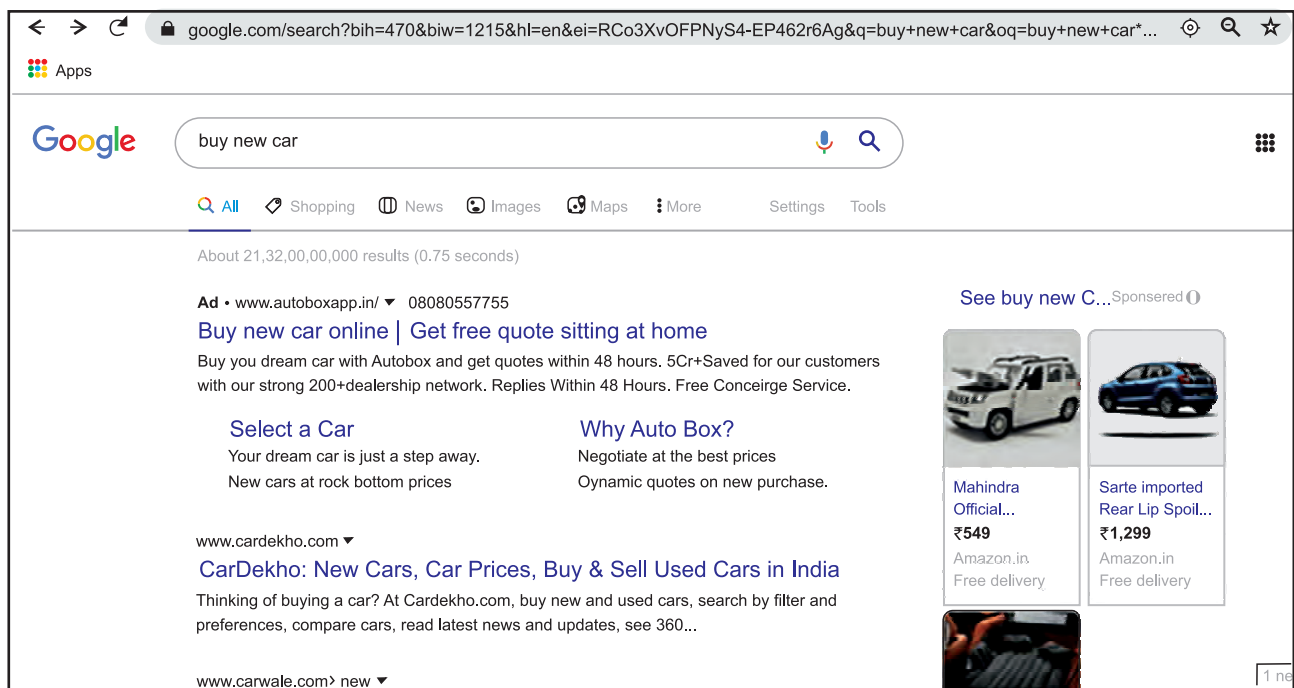 google.com/search?bih=470&biw=1215&hl=en&ei=RCo3XvOFPNyS4-EP462r6Ag&q=buy+new+car&oq=buy+new+car*...
Apps
Google
buy new car
All Shopping News Images Maps More Settings Tools
About 21,32,00,00,000 results (0.75 seconds)
Ad • www.autoboxapp.in/ 08080557755
Buy new car online | Get free quote sitting at home
Buy you dream car with Autobox and get quotes within 48 hours. 5Cr+Saved for our customers
with our strong 200+dealership network. Replies Within 48 Hours. Free Conceirge Service.
Select a Car
Your dream car is just a step away.
New cars at rock bottom prices
Why Auto Box?
Negotiate at the best prices
Oynamic quotes on new purchase.
www.cardekho.com
CarDekho: New Cars, Car Prices, Buy & Sell Used Cars in India
Thinking of buying a car? At Cardekho.com, buy new and used cars, search by filter and
preferences, compare cars, read latest news and updates, see 360...
www.carwale.com› new
See buy new C... Sponsored
Mahindra
Official...
₹549
Amazon.in
Free delivery
Sarte imported
Rear Lip Spoil...
₹1,299
Amazon.in
Free delivery
1 ne